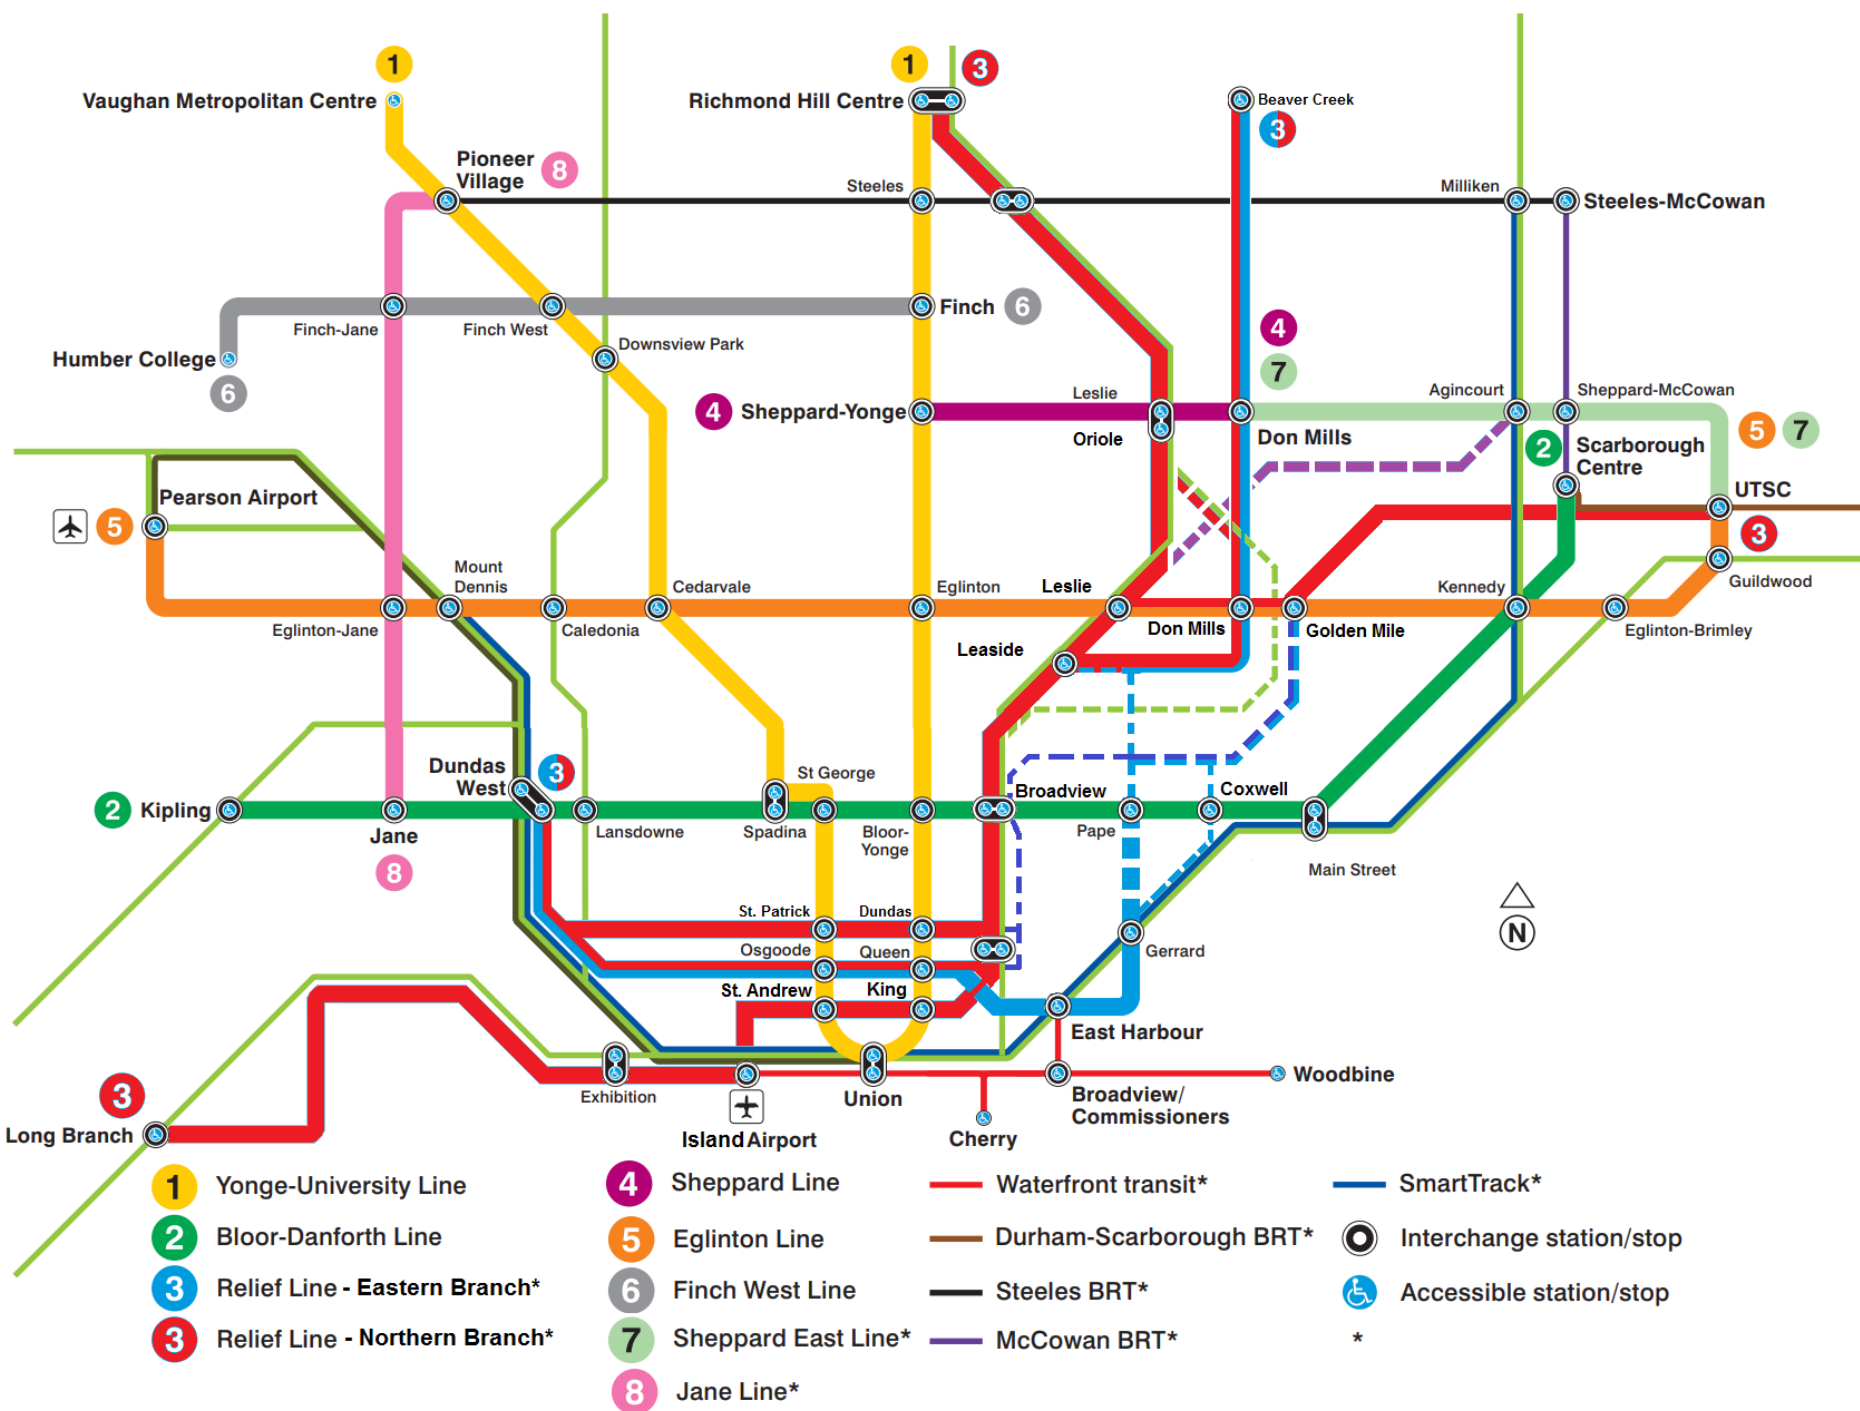 1
1
3
Vaughan Metropolitan Centre
Richmond Hill Centre
Beaver Creek
3
Pioneer
Village
8
Steeles
Milliken
Steeles-McCowan
Finch-Jane
Finch West
Finch
6
Downsview Park
Humber College
6
4
7
4
Sheppard-Yonge
Leslie
Oriole
Don Mills
Agincourt
Sheppard-McCowan
2
Scarborough
Centre
5
7
UTSC
3
Pearson Airport
5
Mount
Dennis
Cedarvale
Eglinton
Leslie
Kennedy
Guildwood
Eglinton-Jane
Caledonia
Don Mills
Golden Mile
Eglinton-Brimley
Leaside
Dundas
West
3
St George
2
Kipling
Jane
8
Lansdowne
Spadina
Bloor-
Yonge
Broadview
Pape
Coxwell
Main Street
N
St. Patrick
Dundas
Osgoode
Queen
Gerrard
St. Andrew
King
East Harbour
3
Exhibition
Union
Woodbine
Broadview/
Commissioners
Long Branch
Island Airport
Cherry
1 Yonge-University Line
2 Bloor-Danforth Line
3 Relief Line - Eastern Branch*
3 Relief Line - Northern Branch*
4 Sheppard Line
5 Eglinton Line
6 Finch West Line
7 Sheppard East Line*
8 Jane Line*
Waterfront transit*
Durham-Scarborough BRT*
Steeles BRT*
McCowan BRT*
SmartTrack*
Interchange station/stop
Accessible station/stop
*